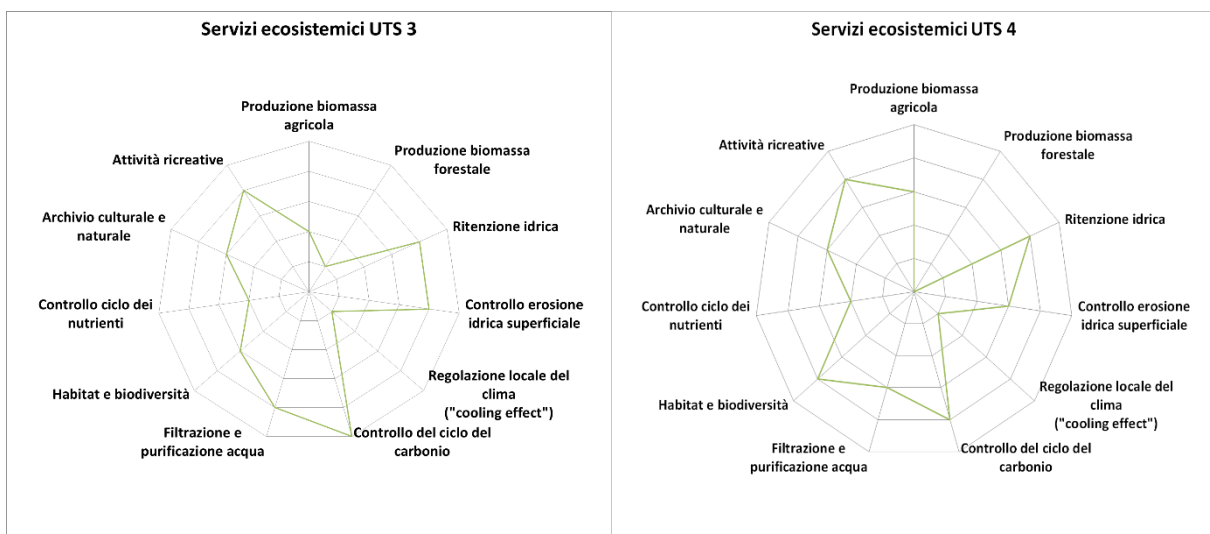 Servizi ecosistemici UTS 3
Produzione biomassa
agricola
Produzione biomassa
forestale
Ritenzione idrica
Controllo erosione
idrica superficiale
Regolazione locale del
clima
("cooling effect")
Controllo del ciclo del
carbonio
Filtrazione e
purificazione acqua
Habitat e biodiversità
Controllo ciclo dei
nutrienti
Archivio culturale e
naturale
Attività ricreative
Servizi ecosistemici UTS 4
Produzione biomassa
agricola
Produzione biomassa
forestale
Ritenzione idrica
Controllo erosione
idrica superficiale
Regolazione locale del
clima
("cooling effect")
Controllo del ciclo del
carbonio
Filtrazione e
purificazione acqua
Habitat e biodiversità
Controllo ciclo dei
nutrienti
Archivio culturale e
naturale
Attività ricreative